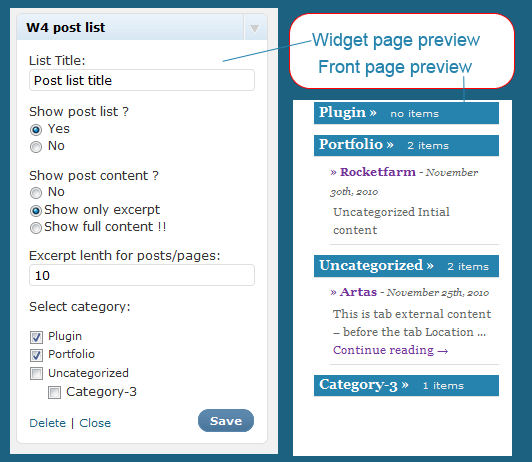 W4 post list
List Title:
Post list title
Show post list ?
Yes
No
Show post content ?
No
Show only excerpt
Show full content !!
Excerpt lenth for posts/pages:
10
Select category:
Plugin
Portfolio
Uncategorized
Category-3
Delete | Close
Save
Widget page preview
Front page preview
Plugin » no items
Portfolio » 2 items
» Rocketfarm - November
30th, 2010
Uncategorized Intial
content
Uncategorized » 2 items
» Artas - November 25th, 2010
This is tab external content
– before the tab Location ...
Continue reading →
Category-3 » 1 items